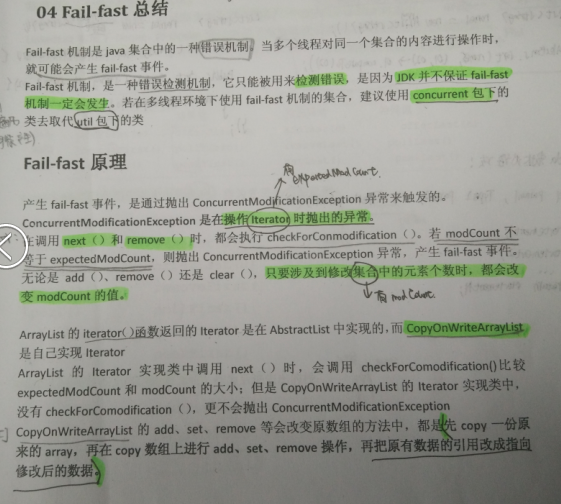 04 Fail-fast 总结
Fail-fast 机制是 java 集合中的一种错误机制。当多个线程对同一个集合的内容进行操作时，
就可能会产生 fail-fast 事件。
Fail-fast 机制，是一种错误检测机制，它只能被用来检测错误，是因为 JDK 并不保证 fail-fast
机制一定会发生。若在多线程环境下使用 fail-fast 机制的集合，建议使用 concurrent 包下的
类去取代 util 包下的类
Fail-fast 原理
有 expectedModCount.
产生 fail-fast 事件，是通过抛出 ConcurrentModificationException 异常来触发的。
ConcurrentModificationException 是在操作 Iterator 时抛出的异常。
在调用 next（）和 remove（）时，都会执行 checkForConmodification（）。若 modCount 不
等于 expectedModCount，则抛出 ConcurrentModificationException 异常，产生 fail-fast 事件。
无论是 add（）、remove（）还是 clear（），只要涉及到修改集合中的元素个数时，都会改
变 modCount 的值。
有 modCount.
ArrayList 的 iterator()函数返回的 Iterator 是在 AbstractList 中实现的，而 CopyOnWriteArrayList
是自己实现 Iterator
ArrayList 的 Iterator 实现类中调用 next（）时，会调用 checkForComodification()比较
expectedModCount 和 modCount 的大小；但是 CopyOnWriteArrayList 的 Iterator 实现类中，
没有 checkForComodification（），更不会抛出 ConcurrentModificationException
CopyOnWriteArrayList 的 add、set、remove 等会改变原数组的方法中，都是先 copy 一份原
来的 array，再在 copy 数组上进行 add、set、remove 操作，再把原有数据的引用改成指向
修改后的数据。